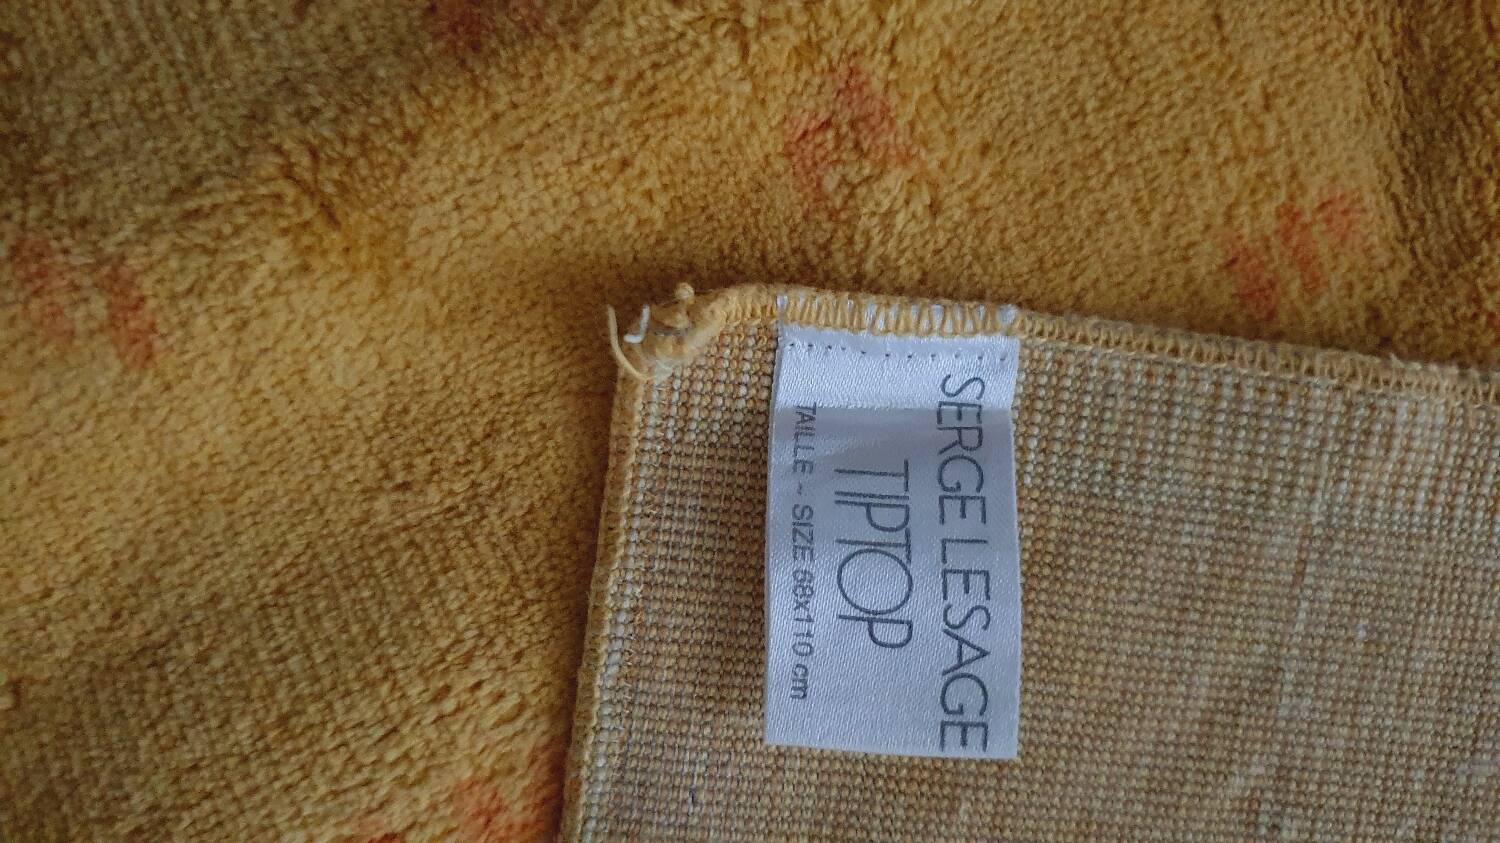 SERGE LESAGE
TIPTOP
TAILLE ~ SIZE 68x110 cm